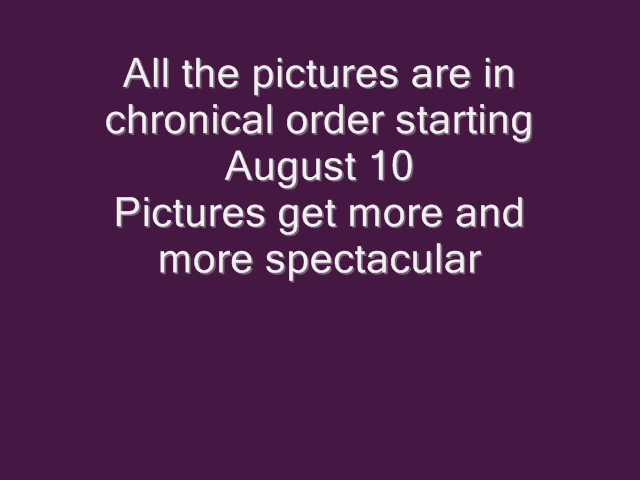 All the pictures are in
chronical order starting
August 10
Pictures get more and
more spectacular